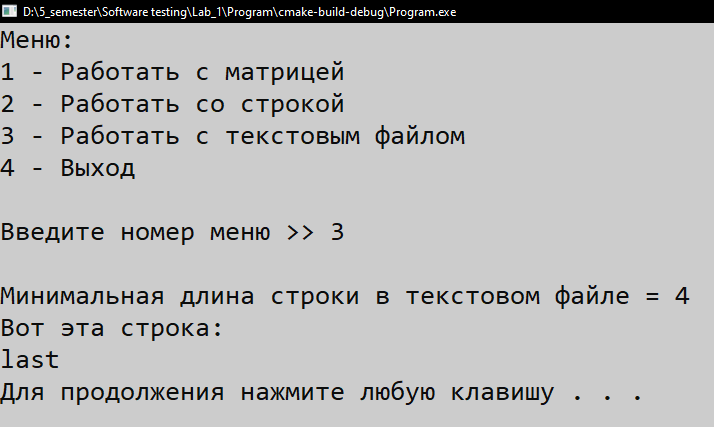 D:\5_semester\Software testing\Lab_1\Program\cmake-build-debug\Program.exe
Меню:
1 - Работать с матрицей
2 - Работать со строкой
3 - Работать с текстовым файлом
4 - Выход
Введите номер меню >> 3
Минимальная длина строки в текстовом файле = 4
Вот эта строка:
last
Для продолжения нажмите любую клавишу . . .